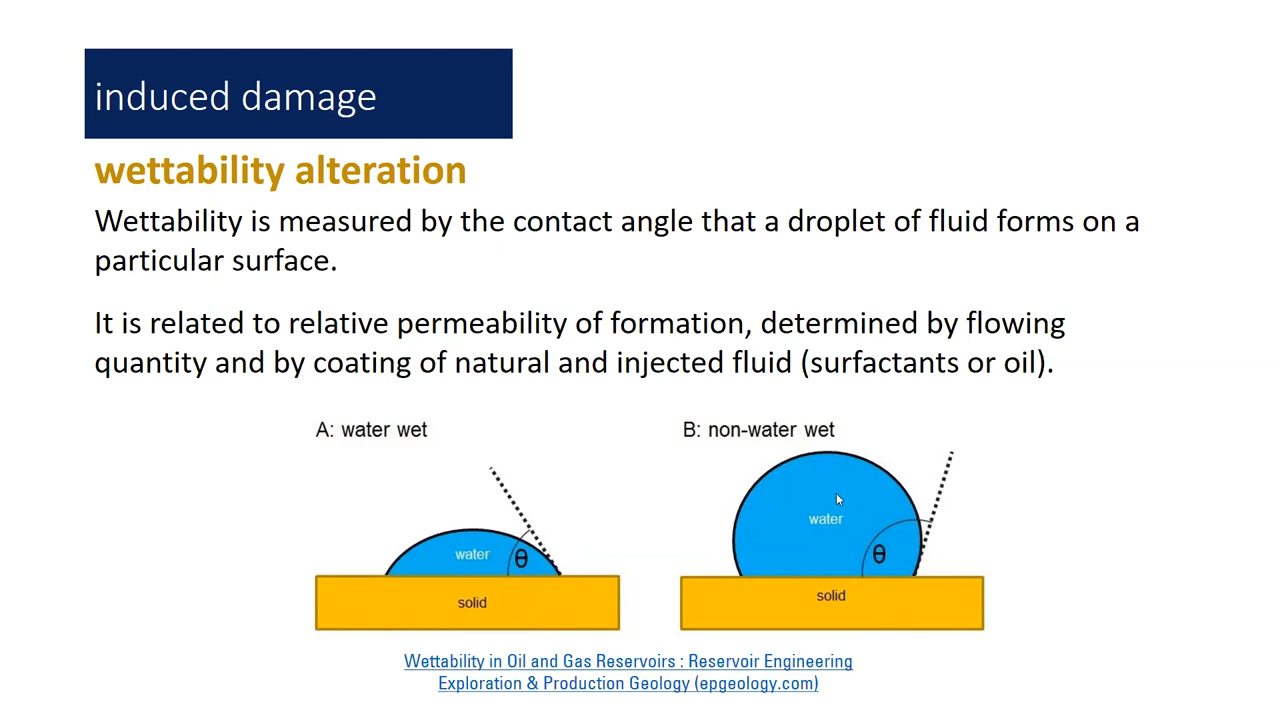 induced damage
wettability alteration
Wettability is measured by the contact angle that a droplet of fluid forms on a
particular surface.
It is related to relative permeability of formation, determined by flowing
quantity and by coating of natural and injected fluid (surfactants or oil).
A: water wet
B: non-water wet
water
θ
solid
water
θ
solid
Wettability in Oil and Gas Reservoirs : Reservoir Engineering
Exploration & Production Geology (epgeology.com)